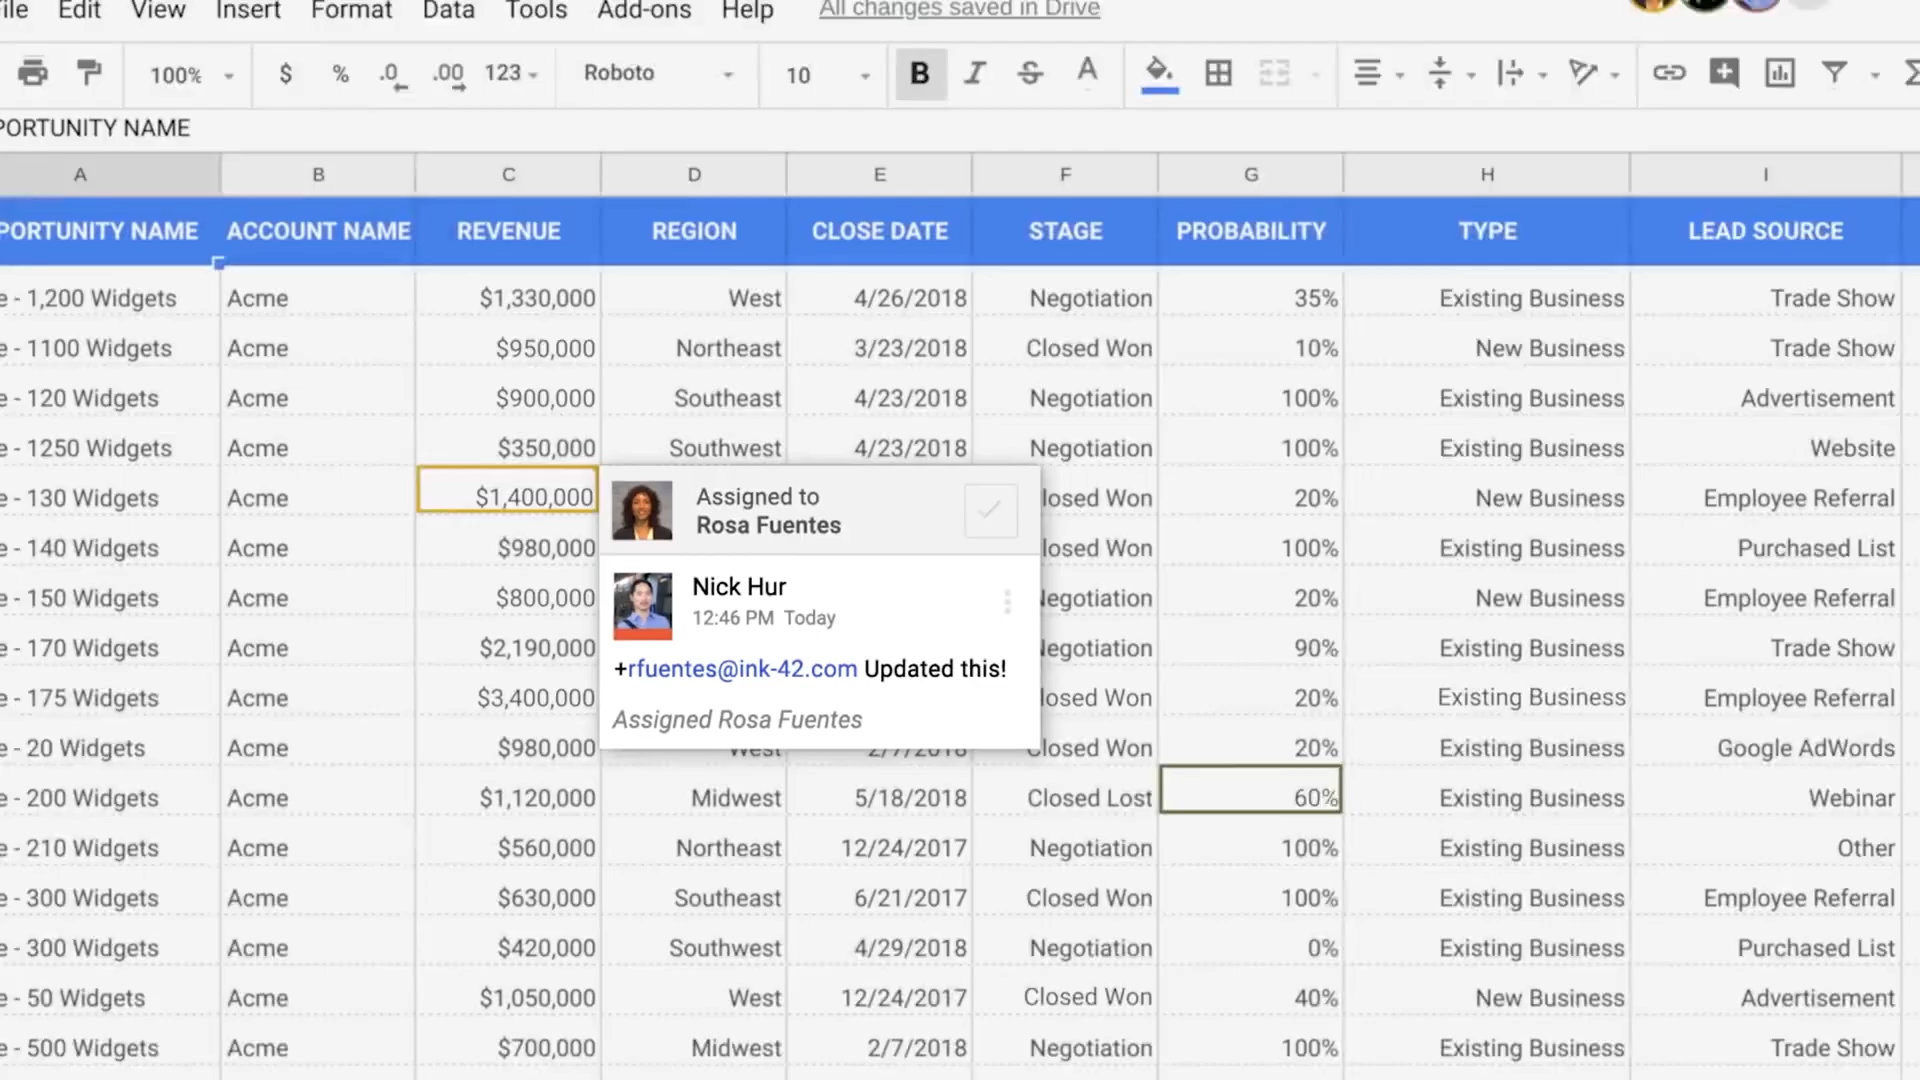 ile Edit View Insert Format Data Tools Add-ons Help All changes saved in Drive
100% $ % .0 .00 123 Roboto 10 B I S A Σ
PORTUNITY NAME
A B C D E F G H I
PORTUNITY NAME ACCOUNT NAME REVENUE REGION CLOSE DATE STAGE PROBABILITY TYPE LEAD SOURCE
e - 1,200 Widgets Acme $1,330,000 West 4/26/2018 Negotiation 35% Existing Business Trade Show
e - 1100 Widgets Acme $950,000 Northeast 3/23/2018 Closed Won 10% New Business Trade Show
e - 120 Widgets Acme $900,000 Southeast 4/23/2018 Negotiation 100% Existing Business Advertisement
e - 1250 Widgets Acme $350,000 Southwest 4/23/2018 Negotiation 100% Existing Business Website
e - 130 Widgets Acme $1,400,000 losed Won 20% New Business Employee Referral
e - 140 Widgets Acme $980,000 losed Won 100% Existing Business Purchased List
e - 150 Widgets Acme $800,000 Negotiation 20% New Business Employee Referral
e - 170 Widgets Acme $2,190,000 Negotiation 90% Existing Business Trade Show
e - 175 Widgets Acme $3,400,000 losed Won 20% Existing Business Employee Referral
e - 20 Widgets Acme $980,000 West 2/7/2018 Closed Won 20% Existing Business Google AdWords
e - 200 Widgets Acme $1,120,000 Midwest 5/18/2018 Closed Lost 60% Existing Business Webinar
e - 210 Widgets Acme $560,000 Northeast 12/24/2017 Negotiation 100% Existing Business Other
e - 300 Widgets Acme $630,000 Southeast 6/21/2017 Closed Won 100% Existing Business Employee Referral
e - 300 Widgets Acme $420,000 Southwest 4/29/2018 Negotiation 0% Existing Business Purchased List
e - 50 Widgets Acme $1,050,000 West 12/24/2017 Closed Won 40% New Business Advertisement
e - 500 Widgets Acme $700,000 Midwest 2/7/2018 Negotiation 100% Existing Business Trade Show
Assigned to
Rosa Fuentes
Nick Hur
12:46 PM Today
+rfuentes@ink-42.com Updated this!
Assigned Rosa Fuentes